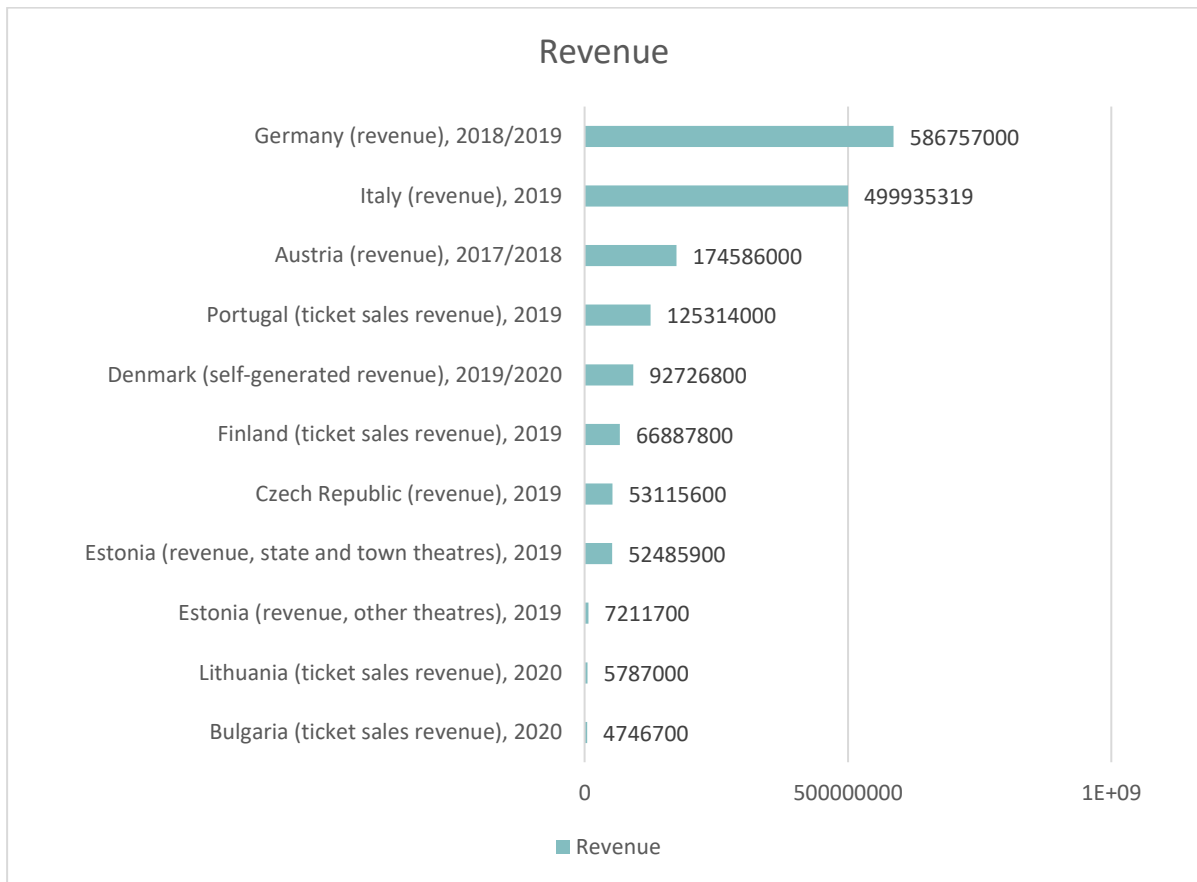 Revenue
Germany (revenue), 2018/2019 586757000
Italy (revenue), 2019 499935319
Austria (revenue), 2017/2018 174586000
Portugal (ticket sales revenue), 2019 125314000
Denmark (self-generated revenue), 2019/2020 92726800
Finland (ticket sales revenue), 2019 66887800
Czech Republic (revenue), 2019 53115600
Estonia (revenue, state and town theatres), 2019 52485900
Estonia (revenue, other theatres), 2019 7211700
Lithuania (ticket sales revenue), 2020 5787000
Bulgaria (ticket sales revenue), 2020 4746700
0 500000000 1E+09
Revenue